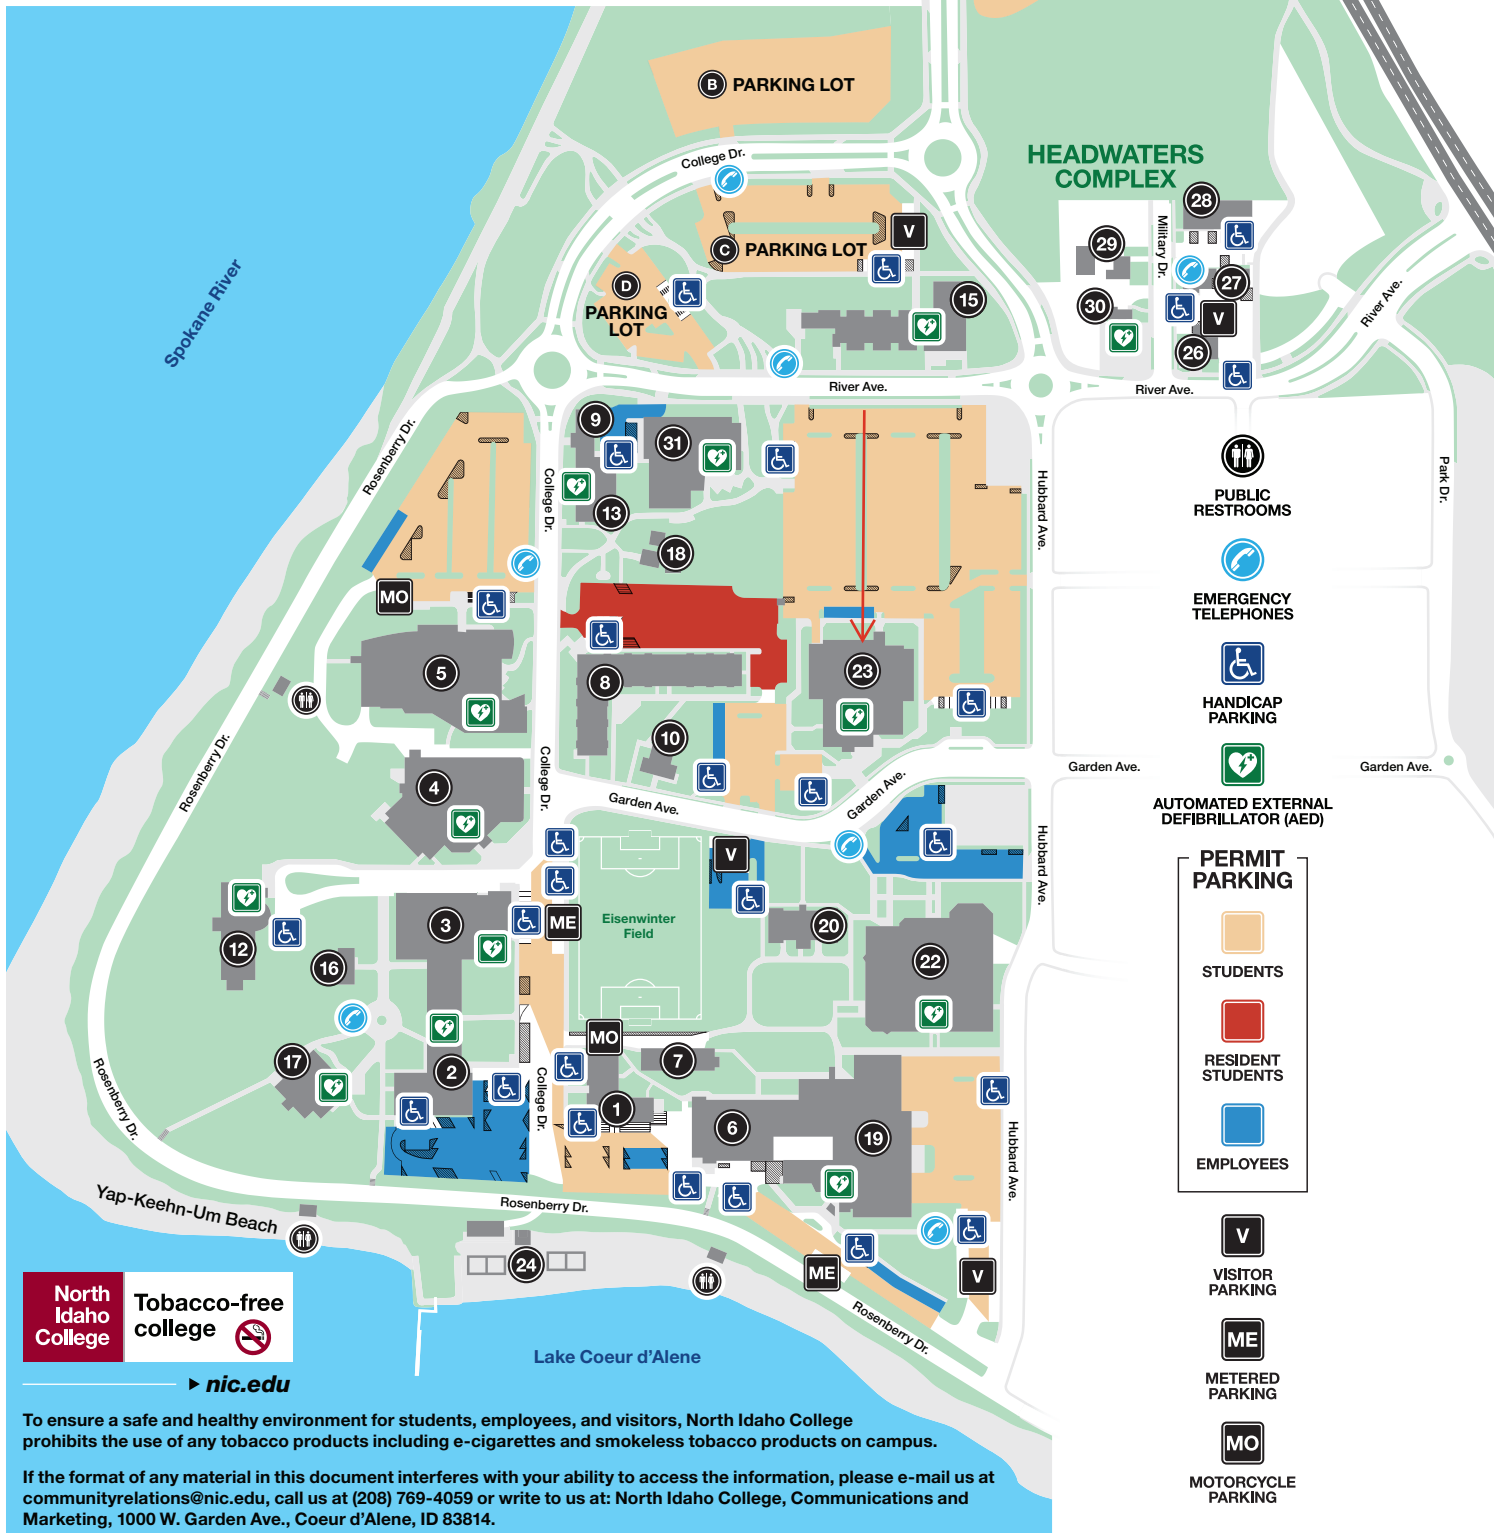 B PARKING LOT
College Dr.
HEADWATERS
COMPLEX
28
V
C PARKING LOT
29
Military Dr.
27
D
PARKING
LOT
15
30
V
26
River Ave.
Spokane River
River Ave.
River Ave.
9
31
Rosenberry Dr.
College Dr.
13
18
Hubbard Ave.
Park Dr.
PUBLIC
RESTROOMS
EMERGENCY
TELEPHONES
HANDICAP
PARKING
AUTOMATED EXTERNAL
DEFIBRILLATOR (AED)
MO
5
8
23
10
Rosenberry Dr.
College Dr.
4
Garden Ave.
Garden Ave.
Garden Ave.
Garden Ave.
V
Hubbard Ave.
PERMIT
PARKING
STUDENTS
RESIDENT
STUDENTS
EMPLOYEES
3
ME
Eisenwinter
Field
20
12
16
22
MO
7
17
2
College Dr.
1
6
19
Rosenberry Dr.
Hubbard Ave.
Yap-Keehn-Um Beach
Rosenberry Dr.
24
ME
V
Rosenberry Dr.
V
VISITOR
PARKING
ME
METERED
PARKING
MO
MOTORCYCLE
PARKING
North
Idaho
College
Tobacco-free
college
nic.edu
Lake Coeur d'Alene
To ensure a safe and healthy environment for students, employees, and visitors, North Idaho College
prohibits the use of any tobacco products including e-cigarettes and smokeless tobacco products on campus.
If the format of any material in this document interferes with your ability to access the information, please e-mail us at
communityrelations@nic.edu, call us at (208) 769-4059 or write to us at: North Idaho College, Communications and
Marketing, 1000 W. Garden Ave., Coeur d'Alene, ID 83814.